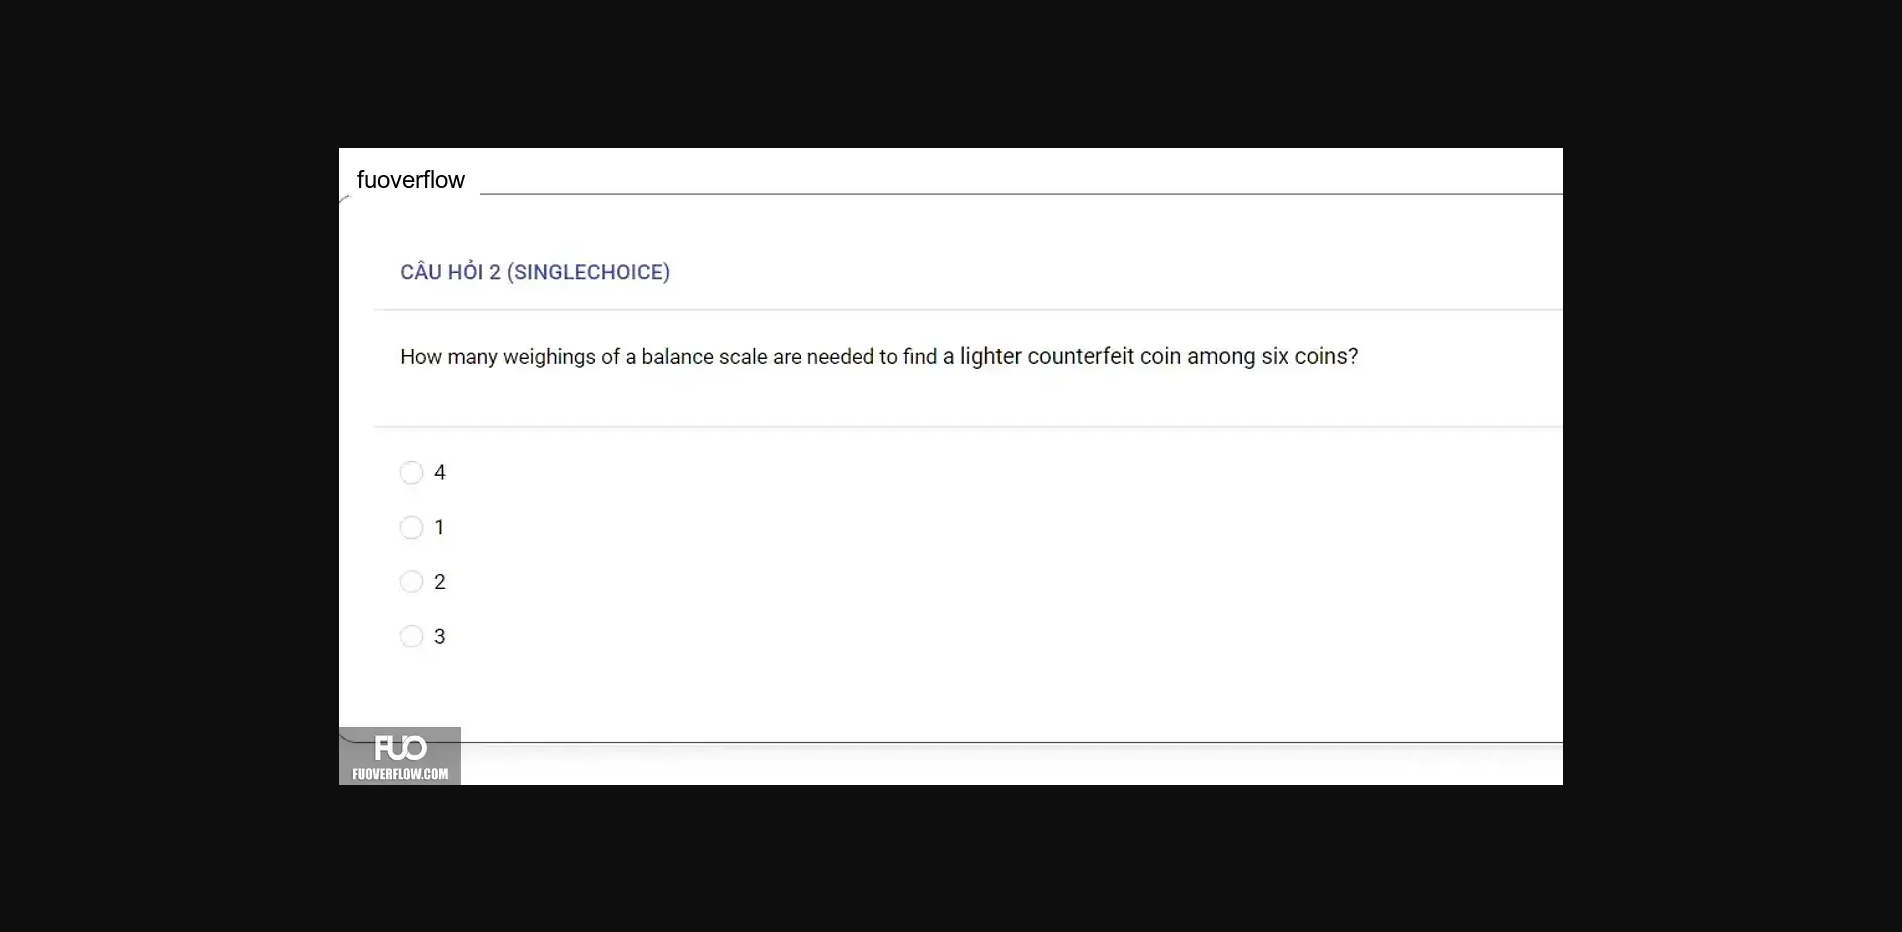 fuoverflow
CÂU HỎI 2 (SINGLECHOICE)
How many weighings of a balance scale are needed to find a lighter counterfeit coin among six coins?
4
1
2
3
FUO
FUOVERFLOW.COM